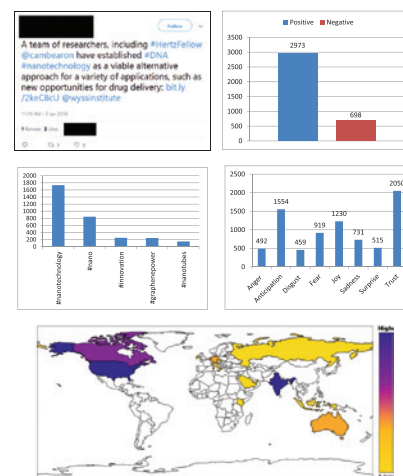 Follow
A team of researchers, including #HertzFellow
@cambearon have established #DNA
#nanotechnology as a viable alternative
approach for a variety of applications, such as
new opportunities for drug delivery: bit.ly
/2keC8cU @wyssinstitute
1 Retweet 2 Likes
Positive Negative
3500
3000
2500
2000
1500
1000
500
0
2973
698
2000
1800
1600
1400
1200
1000
800
600
400
200
0
#nanotechnology
#nano
#innovation
#graphenepower
#nanotubes
2500
2000
1500
1000
500
0
492
1554
459
919
1230
731
515
2050
Anger
Anticipation
Disgust
Fear
Joy
Sadness
Surprise
Trust